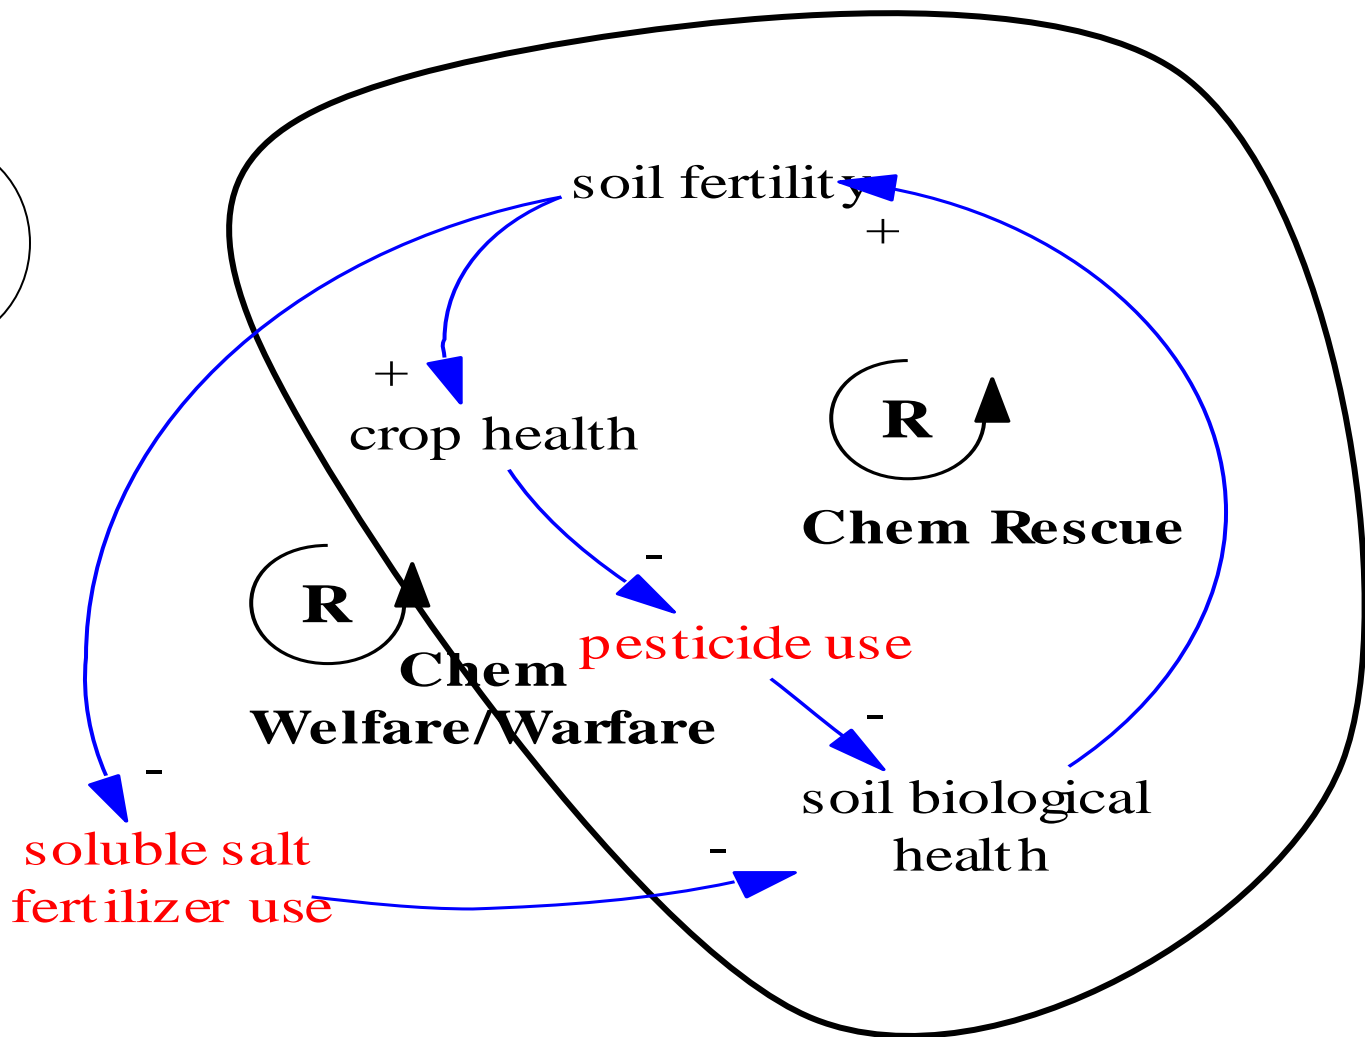 soil fertility
+
+
crop health
R
Chem Rescue
-
R
pesticide use
Chem
Welfare/Warfare
-
-
soil biological
health
soluble salt
fertilizer use
-